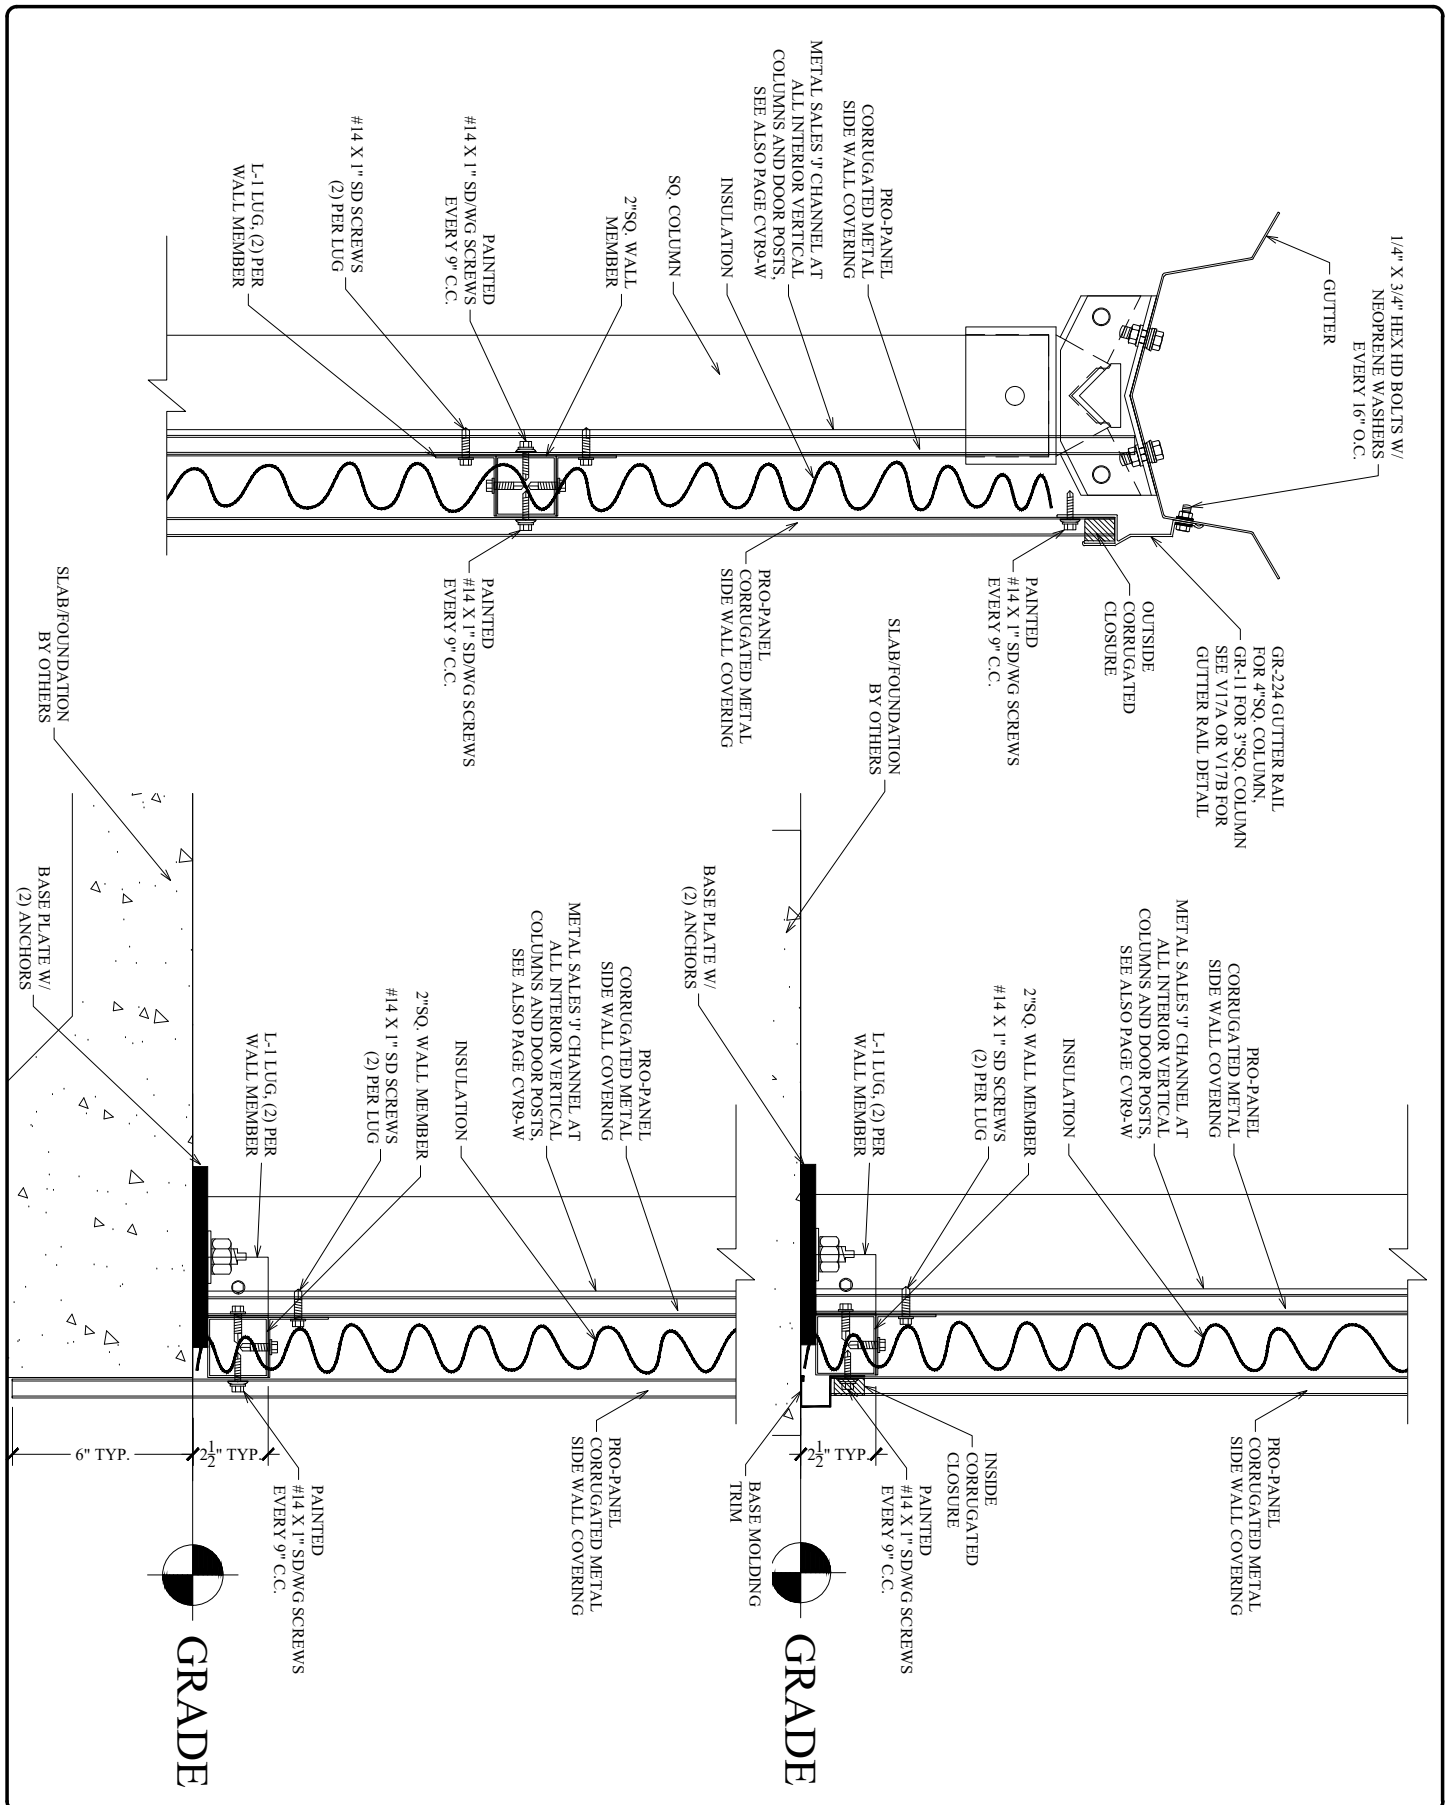 1/4" X 3/4" HEX HD BOLTS W/
NEOPRENE WASHERS
EVERY 16" O.C.
GUTTER
PRO-PANEL
CORRUGATED METAL
SIDE WALL COVERING
METAL SALES 'J' CHANNEL AT
ALL INTERIOR VERTICAL
COLUMNS AND DOOR POSTS,
SEE ALSO PAGE CVR9-W
INSULATION
SQ. COLUMN
2"SQ. WALL
MEMBER
PAINTED
#14 X 1" SD/WG SCREWS
EVERY 9" C.C.
#14 X 1" SD SCREWS
(2) PER LUG
L-1 LUG, (2) PER
WALL MEMBER
GR-224 GUTTER RAIL
FOR 4"SQ. COLUMN,
GR-11 FOR 3"SQ. COLUMN
SEE V17A OR V17B FOR
GUTTER RAIL DETAIL
OUTSIDE
CORRUGATED
CLOSURE
PAINTED
#14 X 1" SD/WG SCREWS
EVERY 9" C.C.
PRO-PANEL
CORRUGATED METAL
SIDE WALL COVERING
PAINTED
#14 X 1" SD/WG SCREWS
EVERY 9" C.C.
PRO-PANEL
CORRUGATED METAL
SIDE WALL COVERING
METAL SALES 'J' CHANNEL AT
ALL INTERIOR VERTICAL
COLUMNS AND DOOR POSTS,
SEE ALSO PAGE CVR9-W
INSULATION
2"SQ. WALL MEMBER
#14 X 1" SD SCREWS
(2) PER LUG
L-1 LUG, (2) PER
WALL MEMBER
SLAB/FOUNDATION
BY OTHERS
BASE PLATE W/
(2) ANCHORS
PRO-PANEL
CORRUGATED METAL
SIDE WALL COVERING
INSIDE
CORRUGATED
CLOSURE
PAINTED
#14 X 1" SD/WG SCREWS
EVERY 9" C.C.
2½" TYP.
BASE MOLDING
TRIM
GRADE
PRO-PANEL
CORRUGATED METAL
SIDE WALL COVERING
METAL SALES 'J' CHANNEL AT
ALL INTERIOR VERTICAL
COLUMNS AND DOOR POSTS,
SEE ALSO PAGE CVR9-W
INSULATION
2"SQ. WALL MEMBER
#14 X 1" SD SCREWS
(2) PER LUG
L-1 LUG, (2) PER
WALL MEMBER
SLAB/FOUNDATION
BY OTHERS
BASE PLATE W/
(2) ANCHORS
PRO-PANEL
CORRUGATED METAL
SIDE WALL COVERING
PAINTED
#14 X 1" SD/WG SCREWS
EVERY 9" C.C.
2½" TYP.
6" TYP.
GRADE